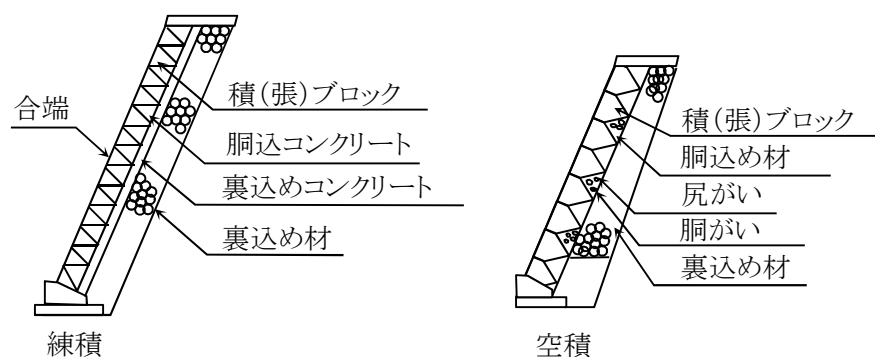 合端
積(張)ブロック
胴込コンクリート
裏込めコンクリート
裏込め材
練積
積(張)ブロック
胴込め材
尻がい
胴がい
裏込め材
空積